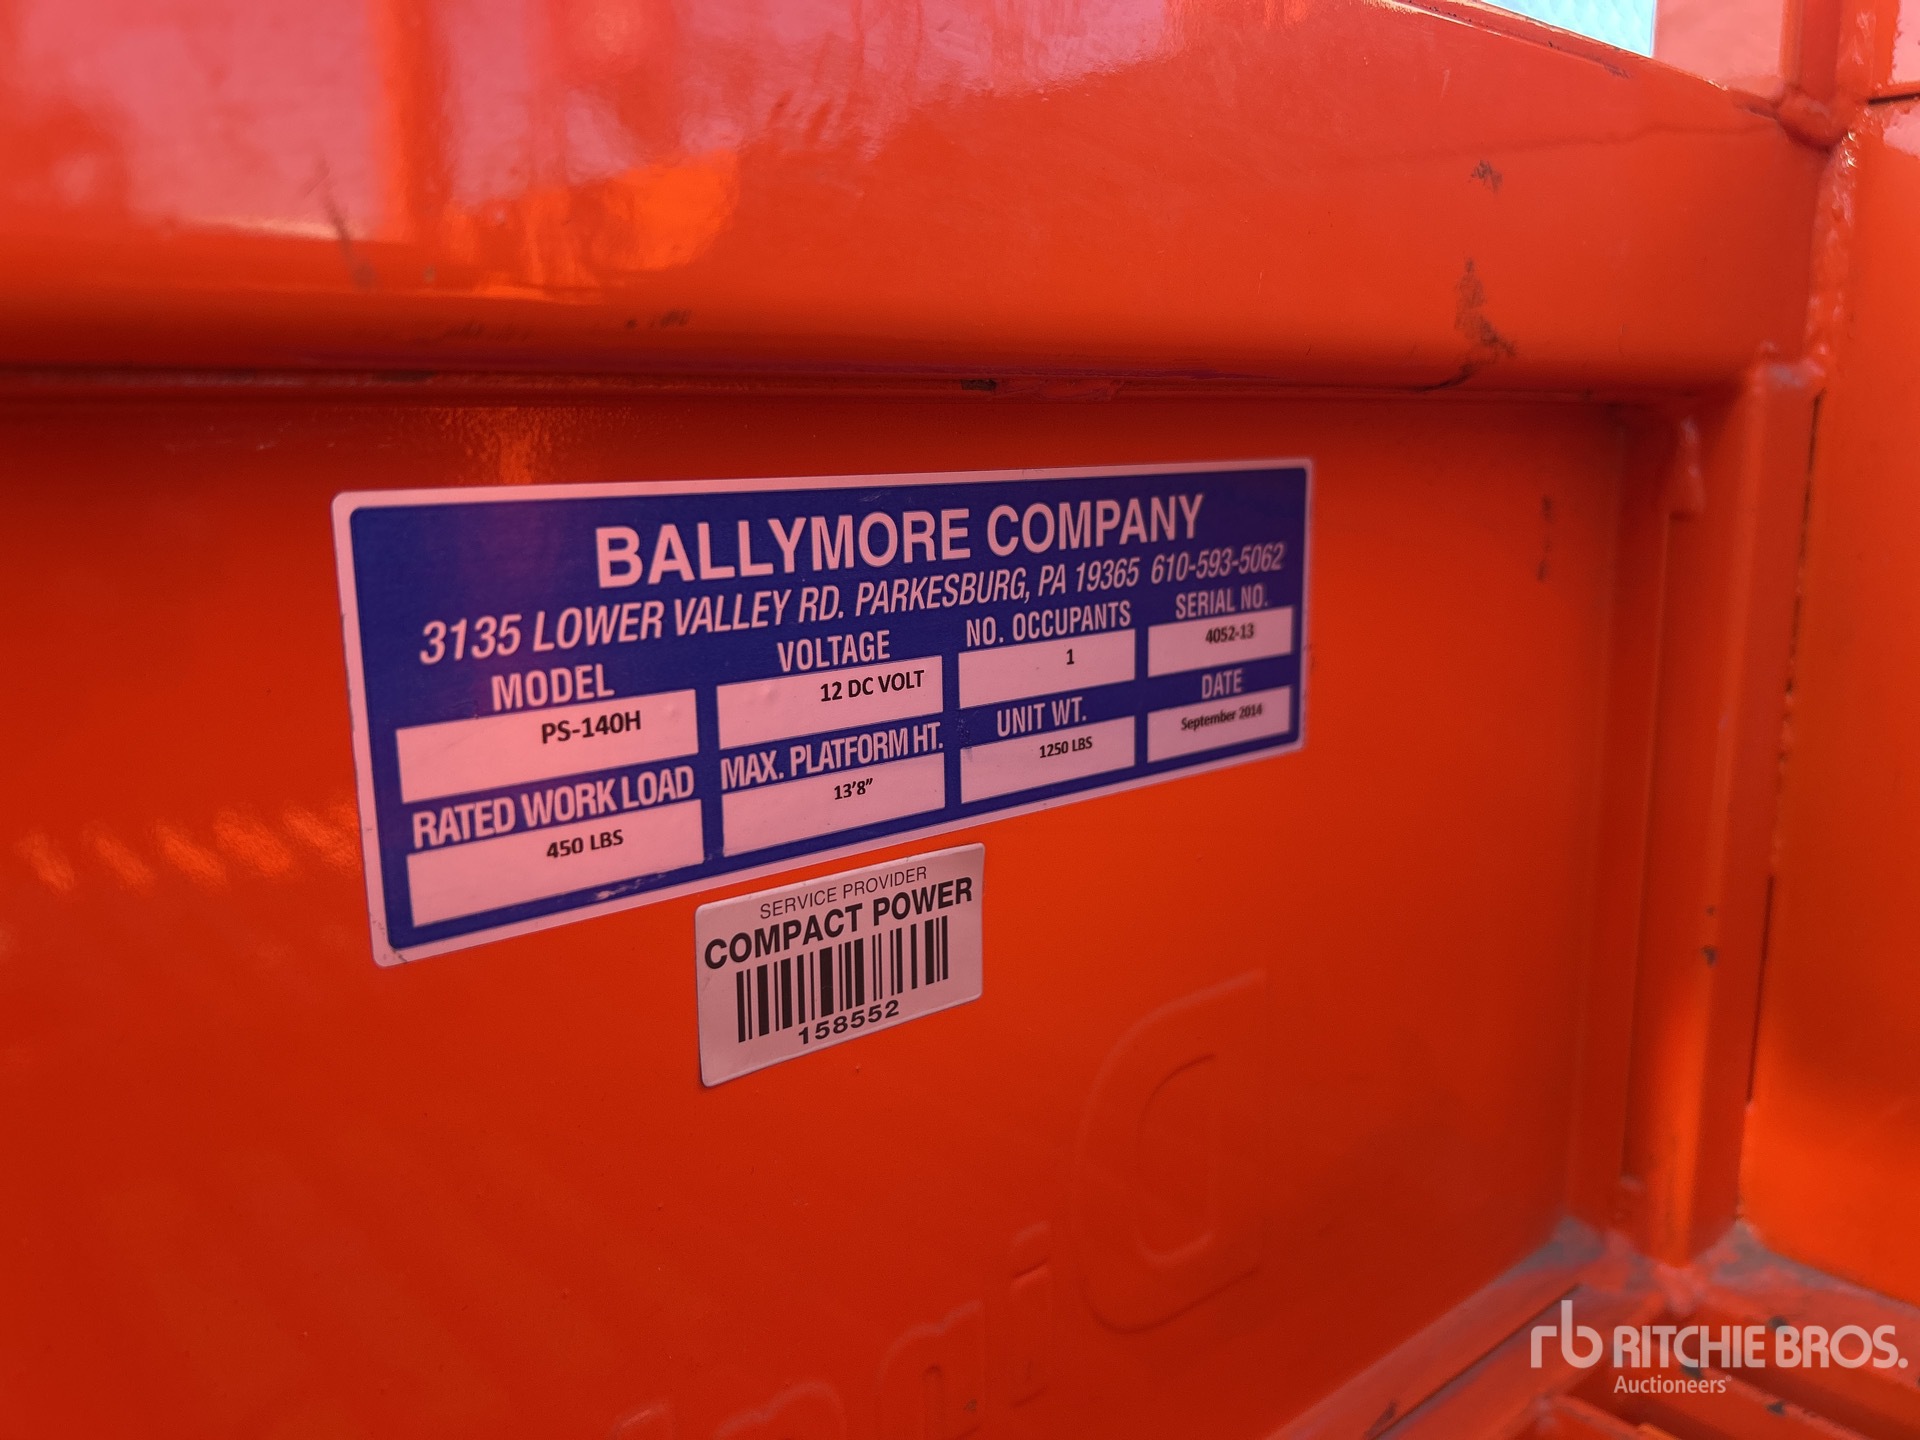 BALLYMORE COMPANY
3135 LOWER VALLEY RD. PARKESBURG, PA 19365 610-593-5062
MODEL VOLTAGE NO. OCCUPANTS SERIAL NO.
PS-140H 12 DC VOLT 1 4052-13
RATED WORK LOAD MAX. PLATFORM HT. UNIT WT. DATE
450 LBS 13'8" 1250 LBS September 2014
SERVICE PROVIDER
COMPACT POWER
158552
rb RITCHIE BROS.
Auctioneers